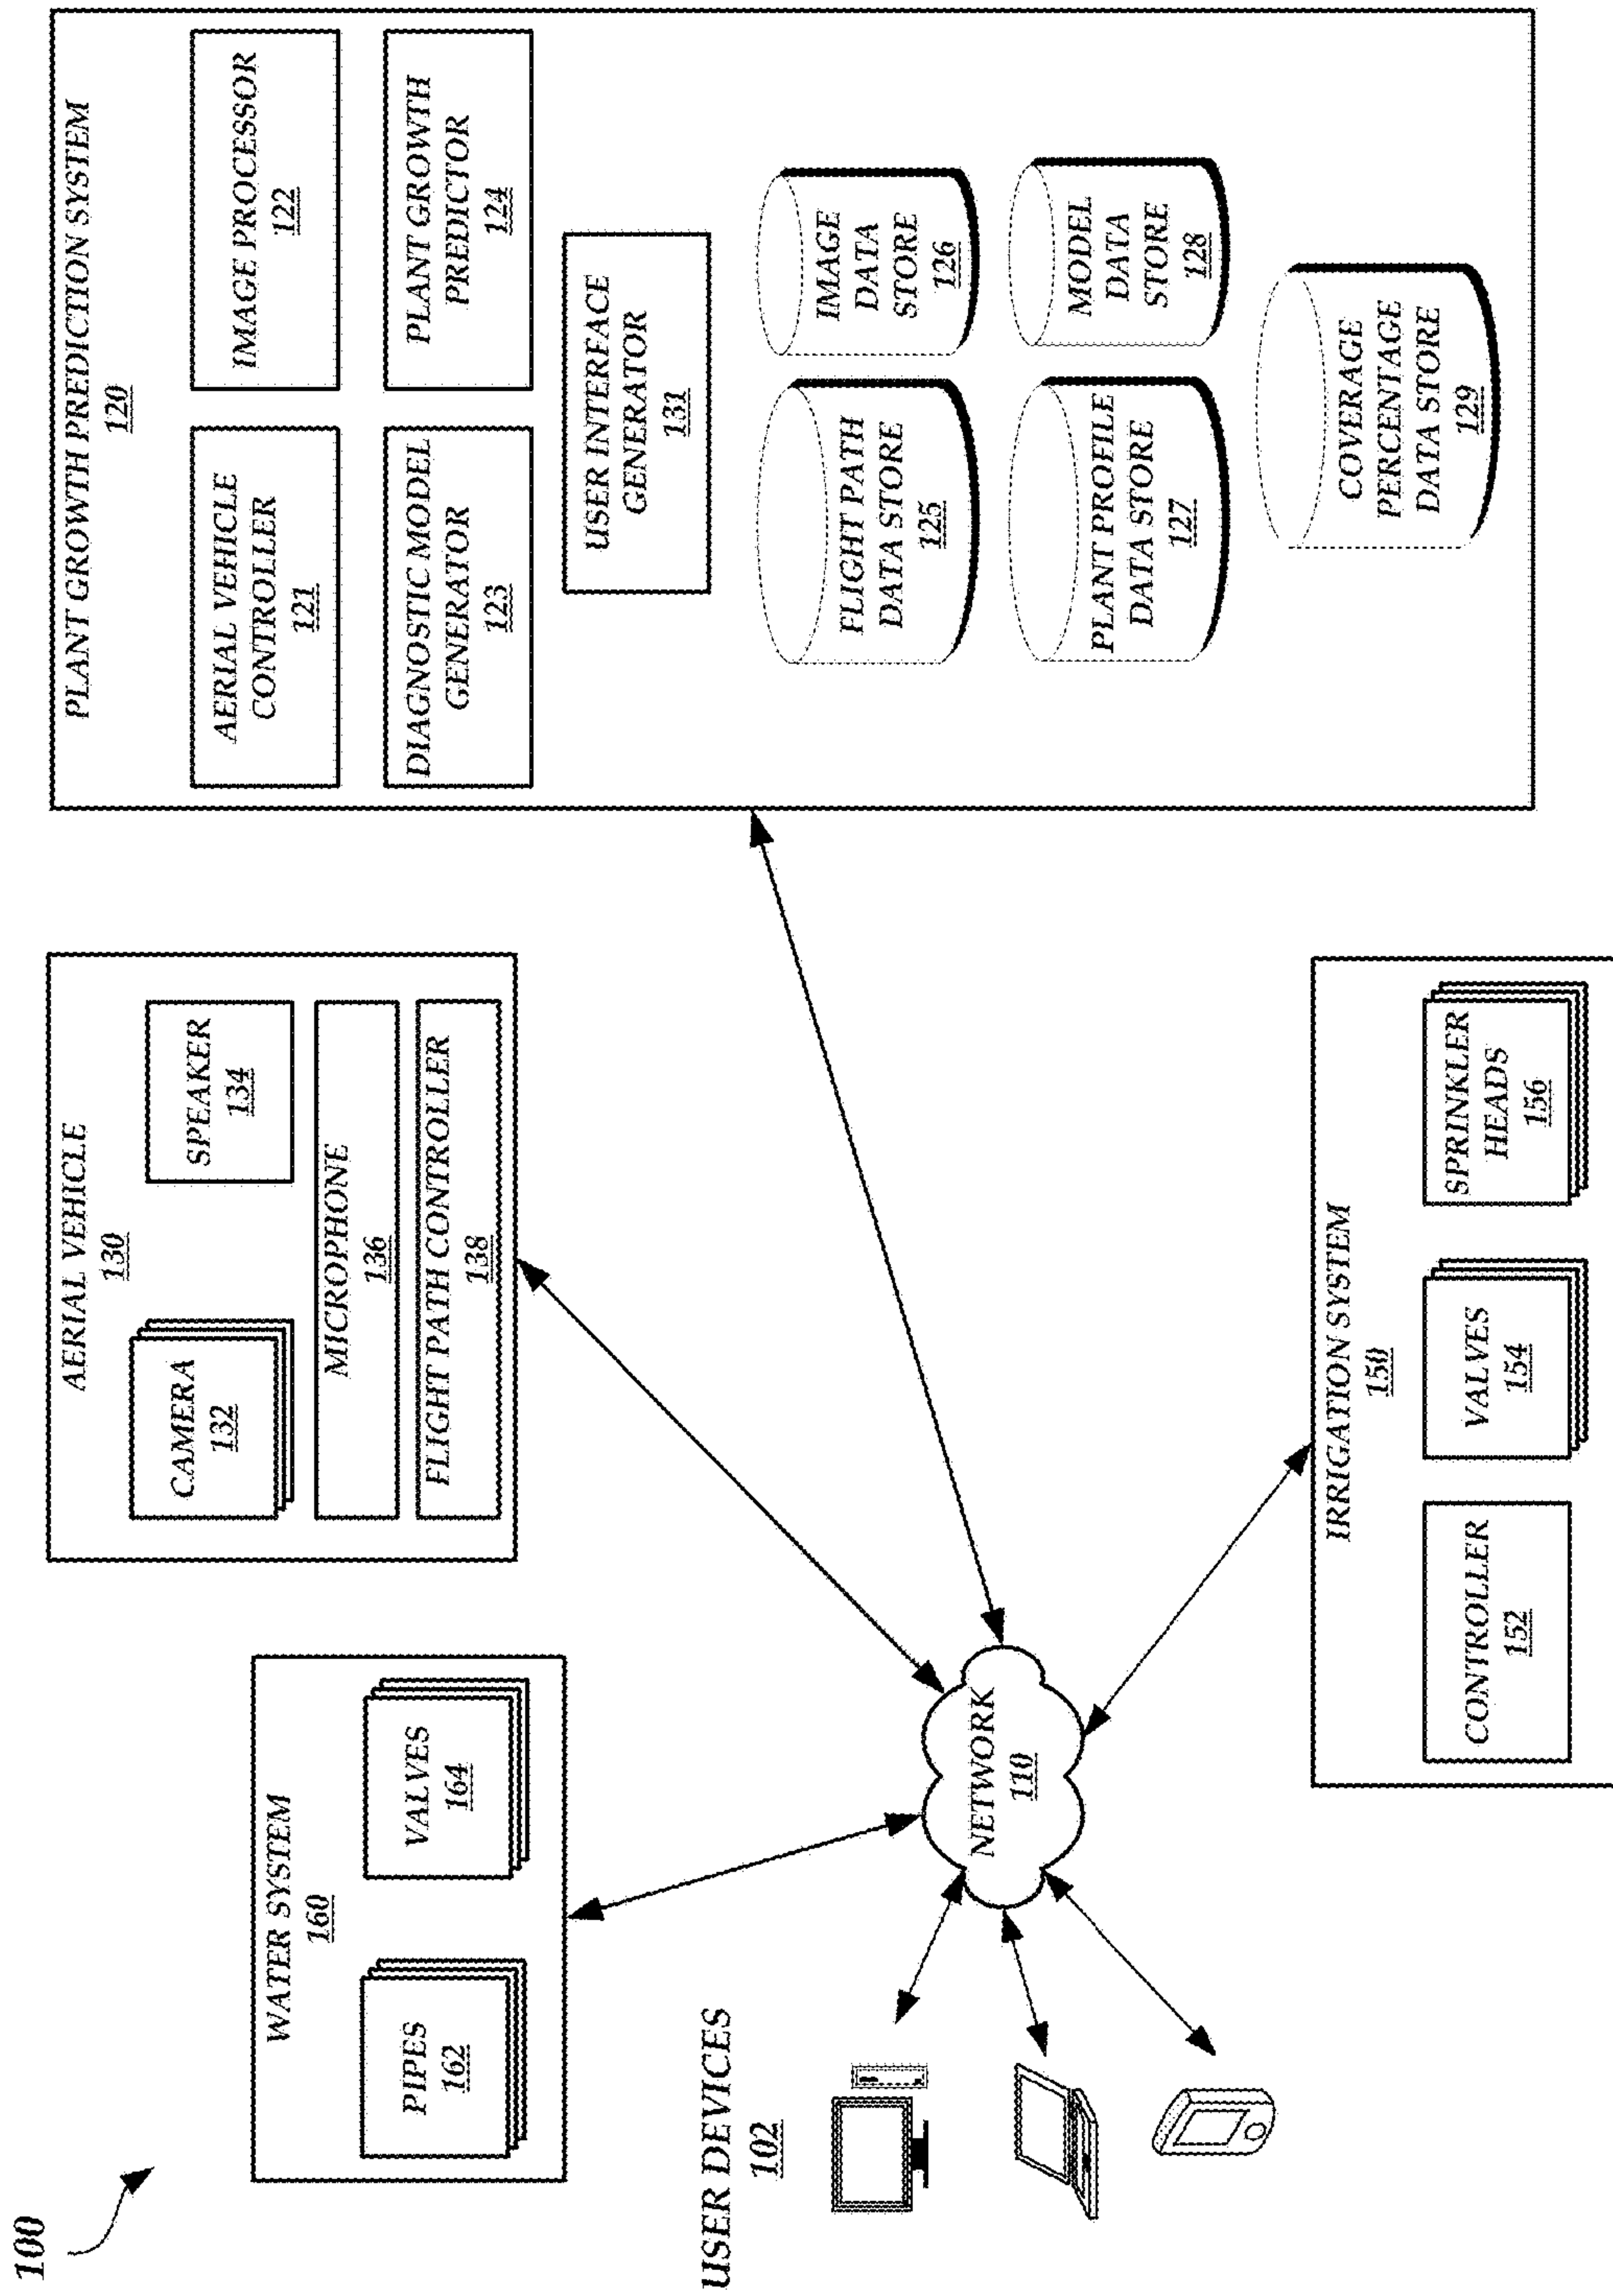 100
WATER SYSTEM
160
PIPES
162
VALVES
164
AERIAL VEHICLE
130
CAMERA
132
SPEAKER
134
MICROPHONE
136
FLIGHT PATH CONTROLLER
138
PLANT GROWTH PREDICTION SYSTEM
120
AERIAL VEHICLE
CONTROLLER
121
IMAGE PROCESSOR
122
DIAGNOSTIC MODEL
GENERATOR
123
PLANT GROWTH
PREDICTOR
124
USER INTERFACE
GENERATOR
131
FLIGHT PATH
DATA STORE
125
IMAGE
DATA
STORE
126
PLANT PROFILE
DATA STORE
127
MODEL
DATA
STORE
128
COVERAGE
PERCENTAGE
DATA STORE
129
USER DEVICES
102
NETWORK
110
IRRIGATION SYSTEM
150
CONTROLLER
152
VALVES
154
SPRINKLER
HEADS
156